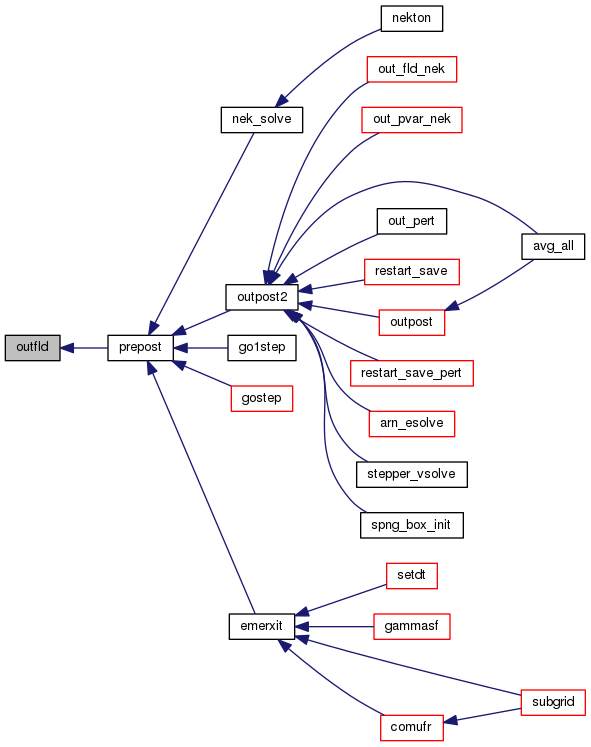 nekton
out_fld_nek
nek_solve
out_pvar_nek
out_pert
avg_all
restart_save
outpost2
outpost
outfld
prepost
go1step
restart_save_pert
gostep
arn_esolve
stepper_vsolve
spng_box_init
setdt
emerxit
gammasf
subgrid
comufr